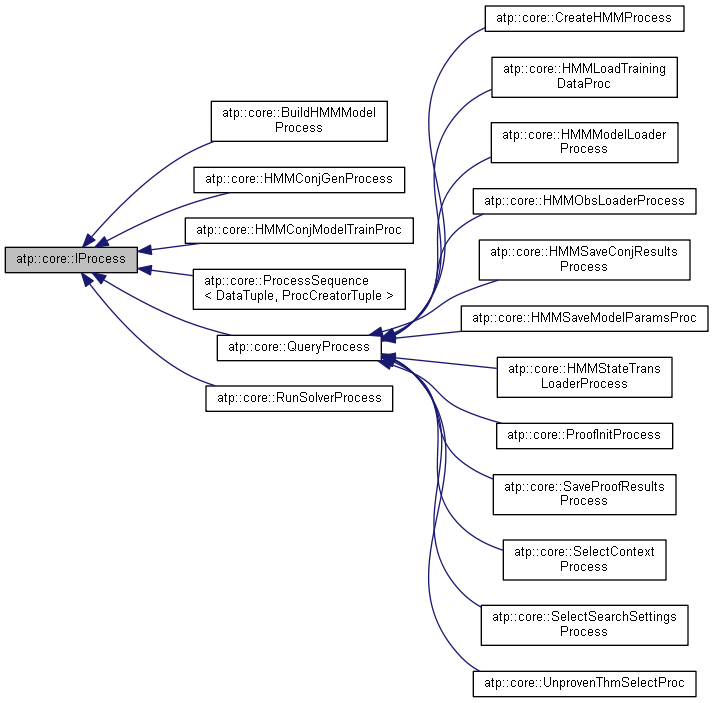 atp::core::IProcess
atp::core::BuildHMMModel
Process
atp::core::HMMConjGenProcess
atp::core::HMMConjModelTrainProc
atp::core::ProcessSequence
< DataTuple, ProcCreatorTuple >
atp::core::QueryProcess
atp::core::RunSolverProcess
atp::core::CreateHMMProcess
atp::core::HMMLoadTraining
DataProc
atp::core::HMMModelLoader
Process
atp::core::HMMObsLoaderProcess
atp::core::HMMSaveConjResults
Process
atp::core::HMMSaveModelParamsProc
atp::core::HMMStateTrans
LoaderProcess
atp::core::ProofInitProcess
atp::core::SaveProofResults
Process
atp::core::SelectContext
Process
atp::core::SelectSearchSettings
Process
atp::core::UnprovenThmSelectProc